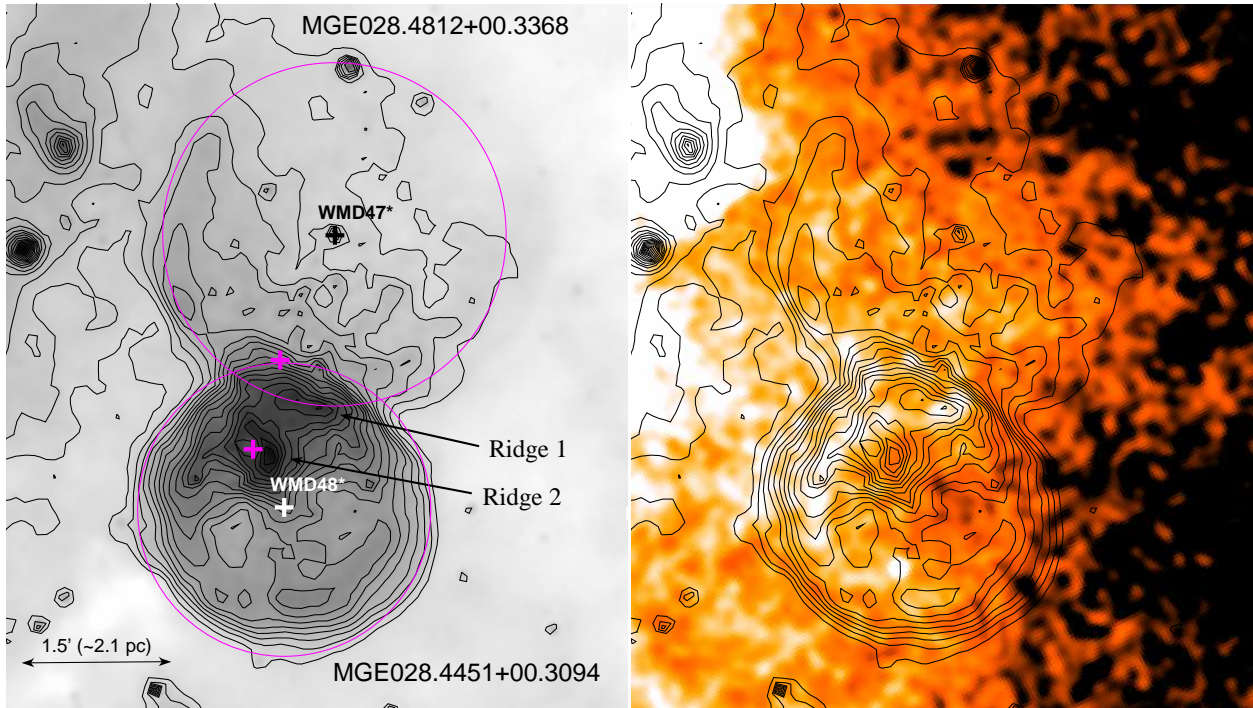 MGE028.4812+00.3368
WMD47*
Ridge 1
Ridge 2
WMD48*
1.5' (~2.1 pc)
MGE028.4451+00.3094